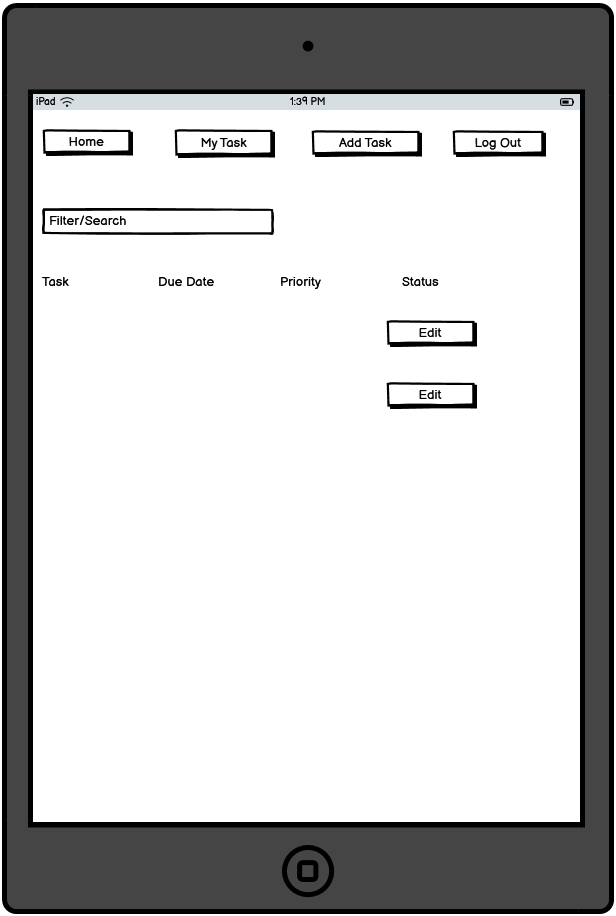 iPad 1:39 PM
Home My Task Add Task Log Out
Filter/Search
Task Due Date Priority Status
Edit
Edit